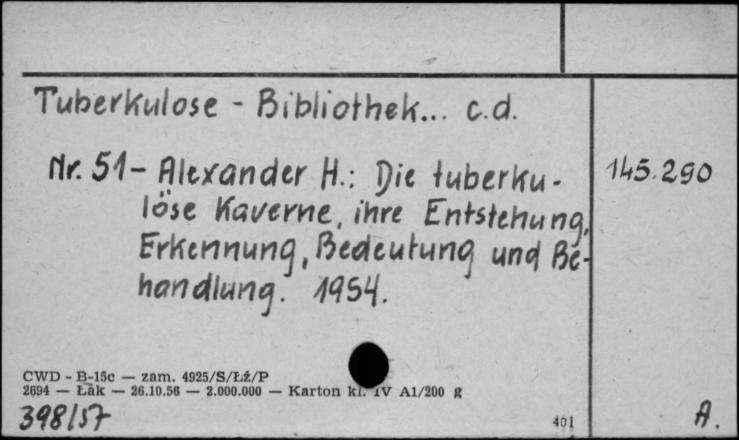 Tuberkulose - Bibliothek... c.d.
Nr. 51 - Alexander H.: Die tuberku-
löse Kaverne, ihre Entstehung,
Erkennung, Bedeutung und Be-
handlung. 1954.
145.290
CWD - B-15c — zam. 4925/S/Łź/P
2694 — Łąk — 26.10.56 — 2.000.000 — Karton kl. IV A1/200 g
398/57
401
A.